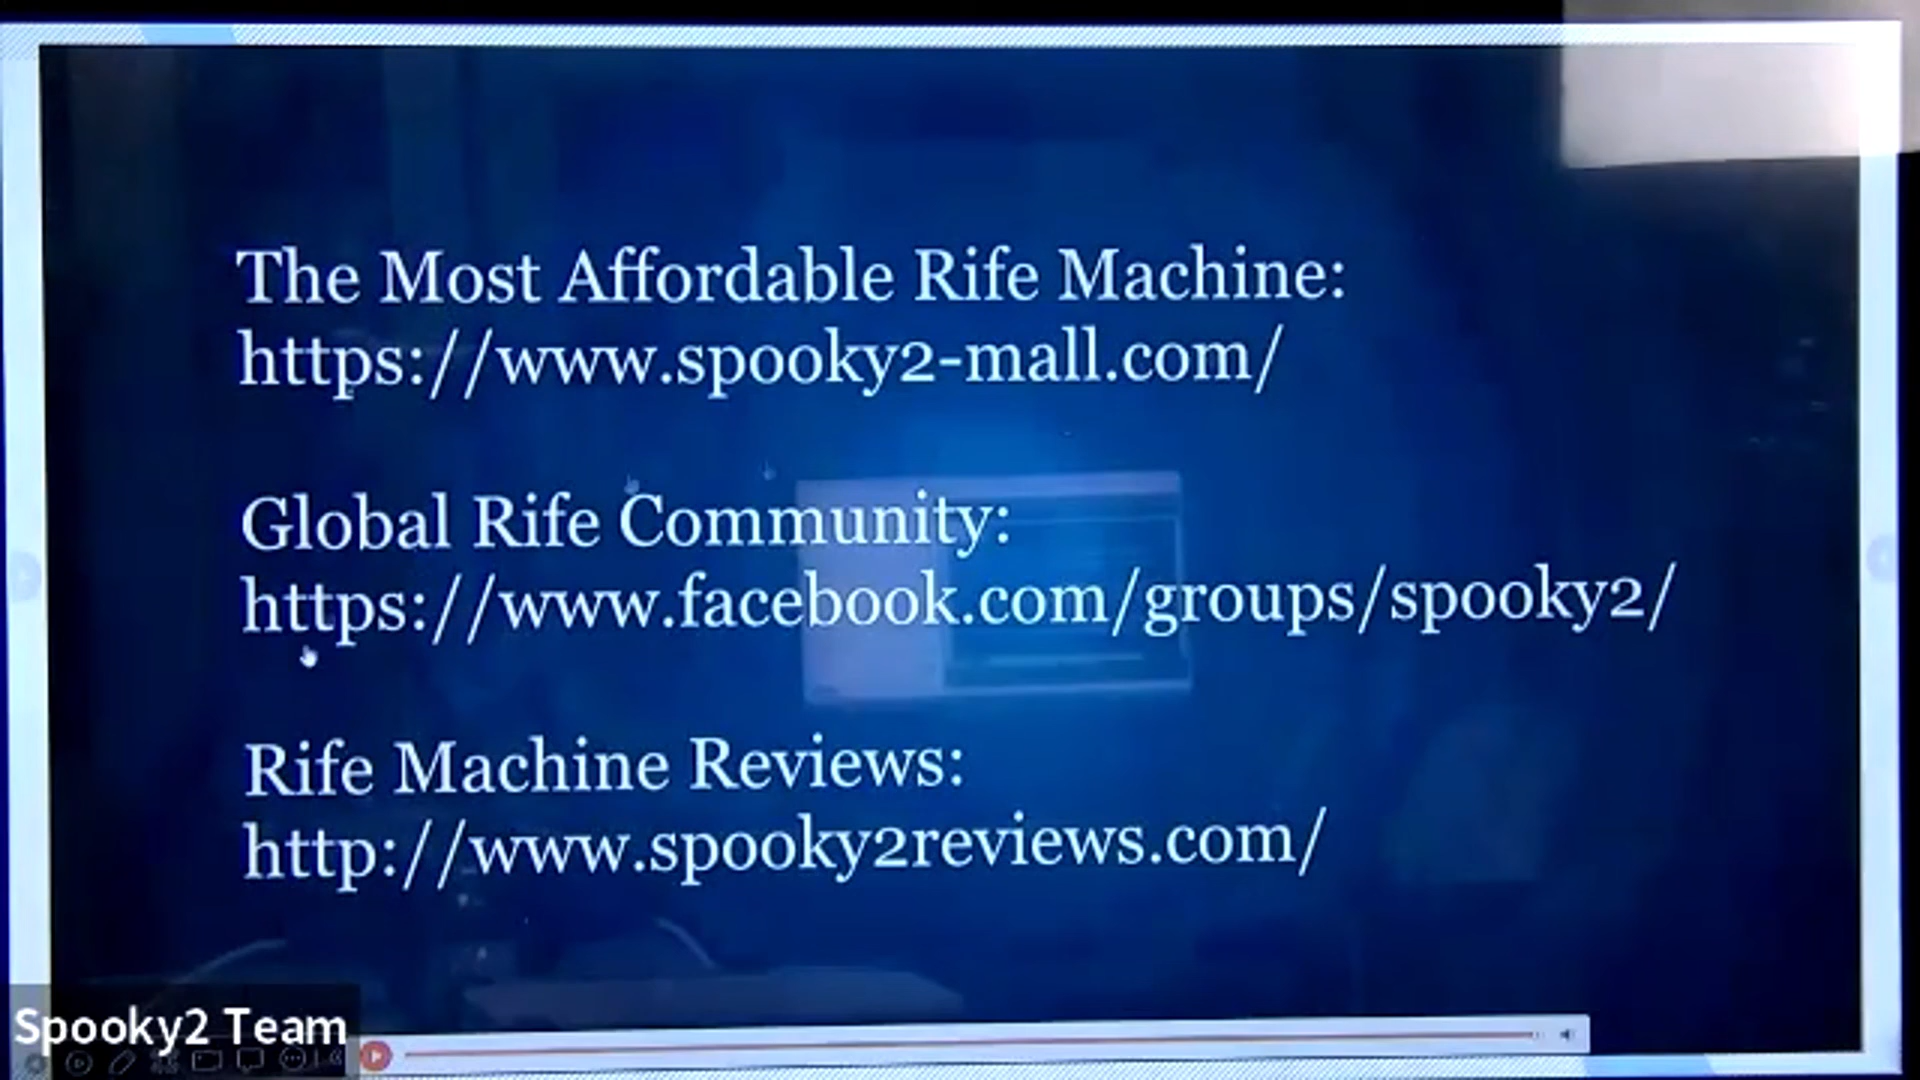 The Most Affordable Rife Machine:
https://www.spooky2-mall.com/
Global Rife Community:
https://www.facebook.com/groups/spooky2/
Rife Machine Reviews:
http://www.spooky2reviews.com/
Spooky2 Team